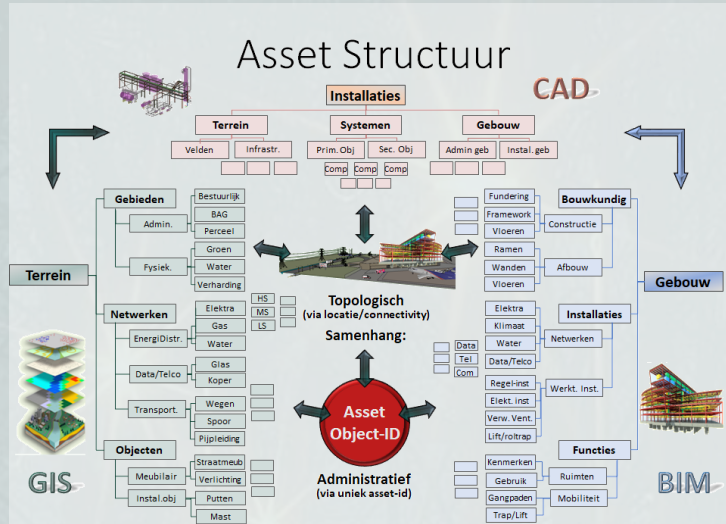 Asset Structuur
CAD
Installaties
Terrein
Systemen
Gebouw
Velden
Infrastr.
Prim. Obj
Sec. Obj
Admin geb
Instal. geb
Comp
Comp
Comp
Terrein
Gebieden
Admin.
Bestuurlijk
BAG
Perceel
Fysiek.
Groen
Water
Verharding
Netwerken
EnergiDistr.
Elektra
HS
MS
LS
Gas
Water
Data/Telco
Glas
Koper
Transport.
Wegen
Spoor
Pijpleiding
Objecten
Meubilair
Straatmeub
Verlichting
Instal.obj
Putten
Mast
GIS
Topologisch
(via locatie/connectivity)
Samenhang:
Asset
Object-ID
Administratief
(via uniek asset-id)
Gebouw
Bouwkundig
Constructie
Fundering
Framework
Vloeren
Afbouw
Ramen
Wanden
Vloeren
Installaties
Netwerken
Elektra
Klimaat
Water
Data/Telco
Data
Tel
Com
Werkt. Inst.
Regel-inst
Elekt. inst
Verw. Vent.
Lift/roltrap
Functies
Ruimten
Kenmerken
Gebruik
Mobiliteit
Gangpaden
Trap/Lift
BIM